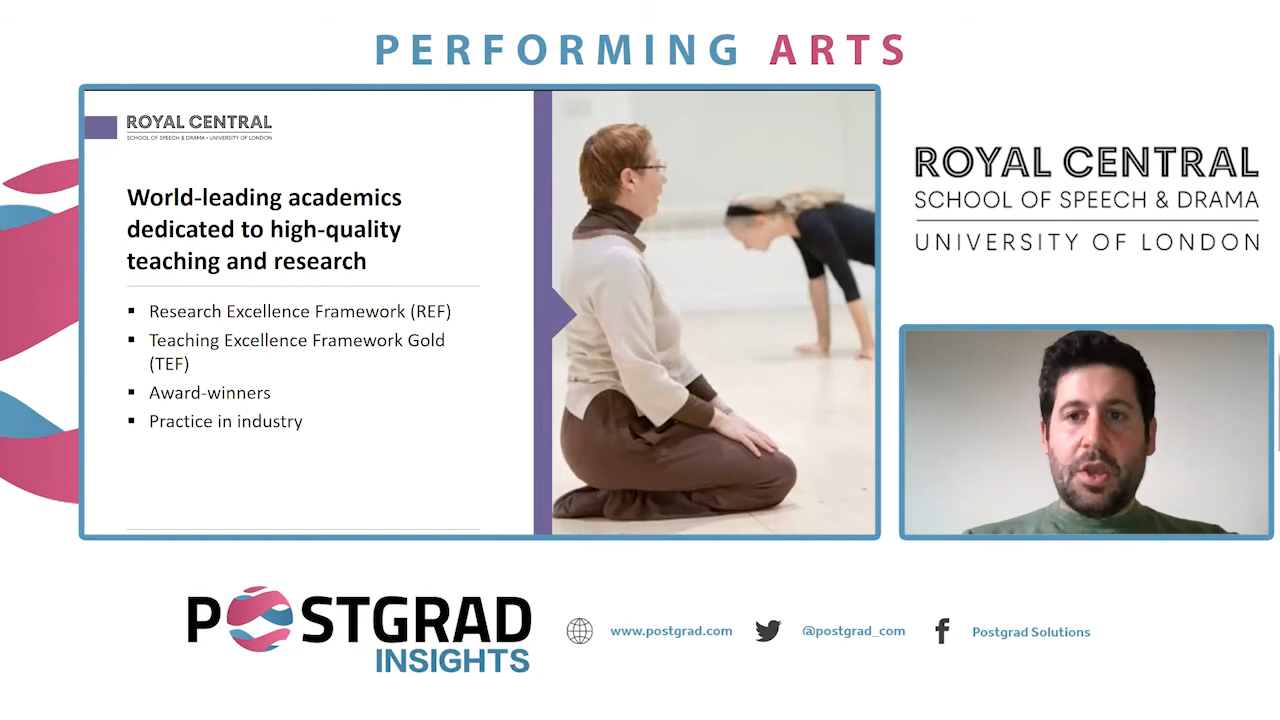 PERFORMING ARTS
ROYAL CENTRAL
SCHOOL OF SPEECH & DRAMA • UNIVERSITY OF LONDON
World-leading academics
dedicated to high-quality
teaching and research
▪ Research Excellence Framework (REF)
▪ Teaching Excellence Framework Gold
(TEF)
▪ Award-winners
▪ Practice in industry
ROYAL CENTRAL
SCHOOL OF SPEECH & DRAMA
UNIVERSITY OF LONDON
POSTGRAD
INSIGHTS
www.postgrad.com
@postgrad_com
Postgrad Solutions